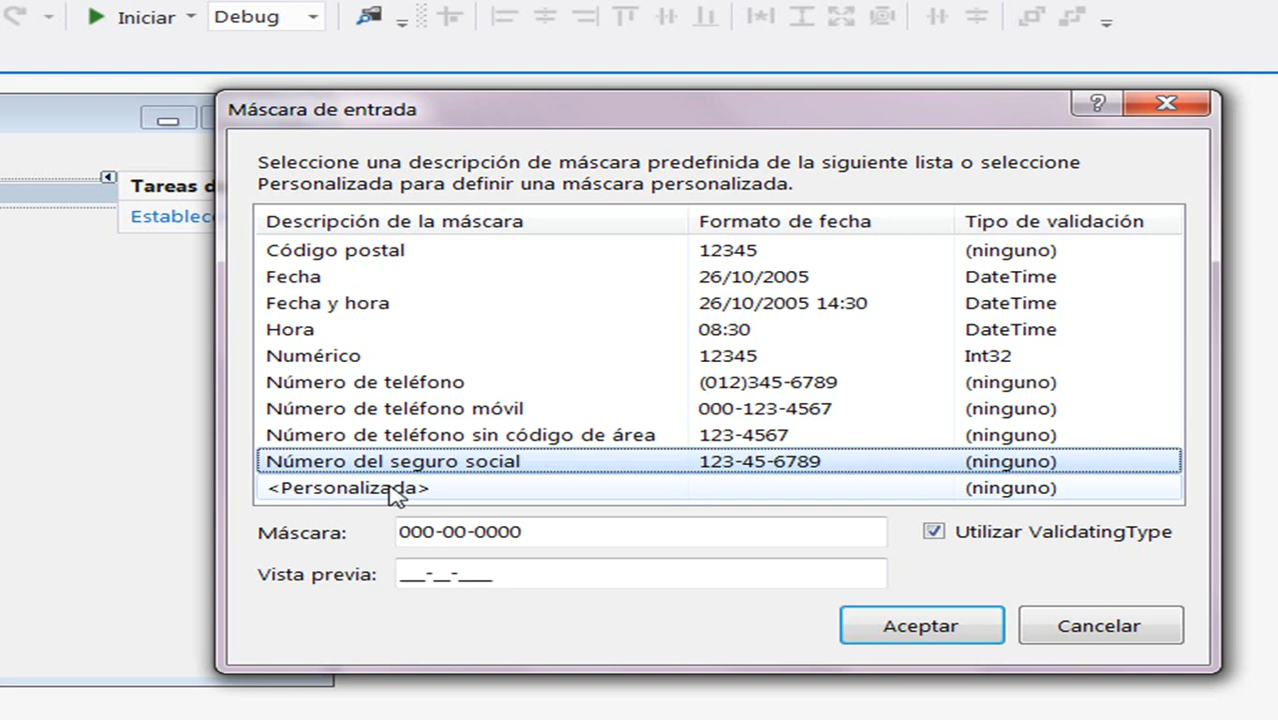 Iniciar Debug
Máscara de entrada
Seleccione una descripción de máscara predefinida de la siguiente lista o seleccione
Personalizada para definir una máscara personalizada.
Tareas d
Establec
Descripción de la máscara Formato de fecha Tipo de validación
Código postal 12345 (ninguno)
Fecha 26/10/2005 DateTime
Fecha y hora 26/10/2005 14:30 DateTime
Hora 08:30 DateTime
Numérico 12345 Int32
Número de teléfono (012)345-6789 (ninguno)
Número de teléfono móvil 000-123-4567 (ninguno)
Número de teléfono sin código de área 123-4567 (ninguno)
Número del seguro social 123-45-6789 (ninguno)
<Personalizada> (ninguno)
Máscara: 000-00-0000 Utilizar ValidatingType
Vista previa: ___-__-____
Aceptar Cancelar